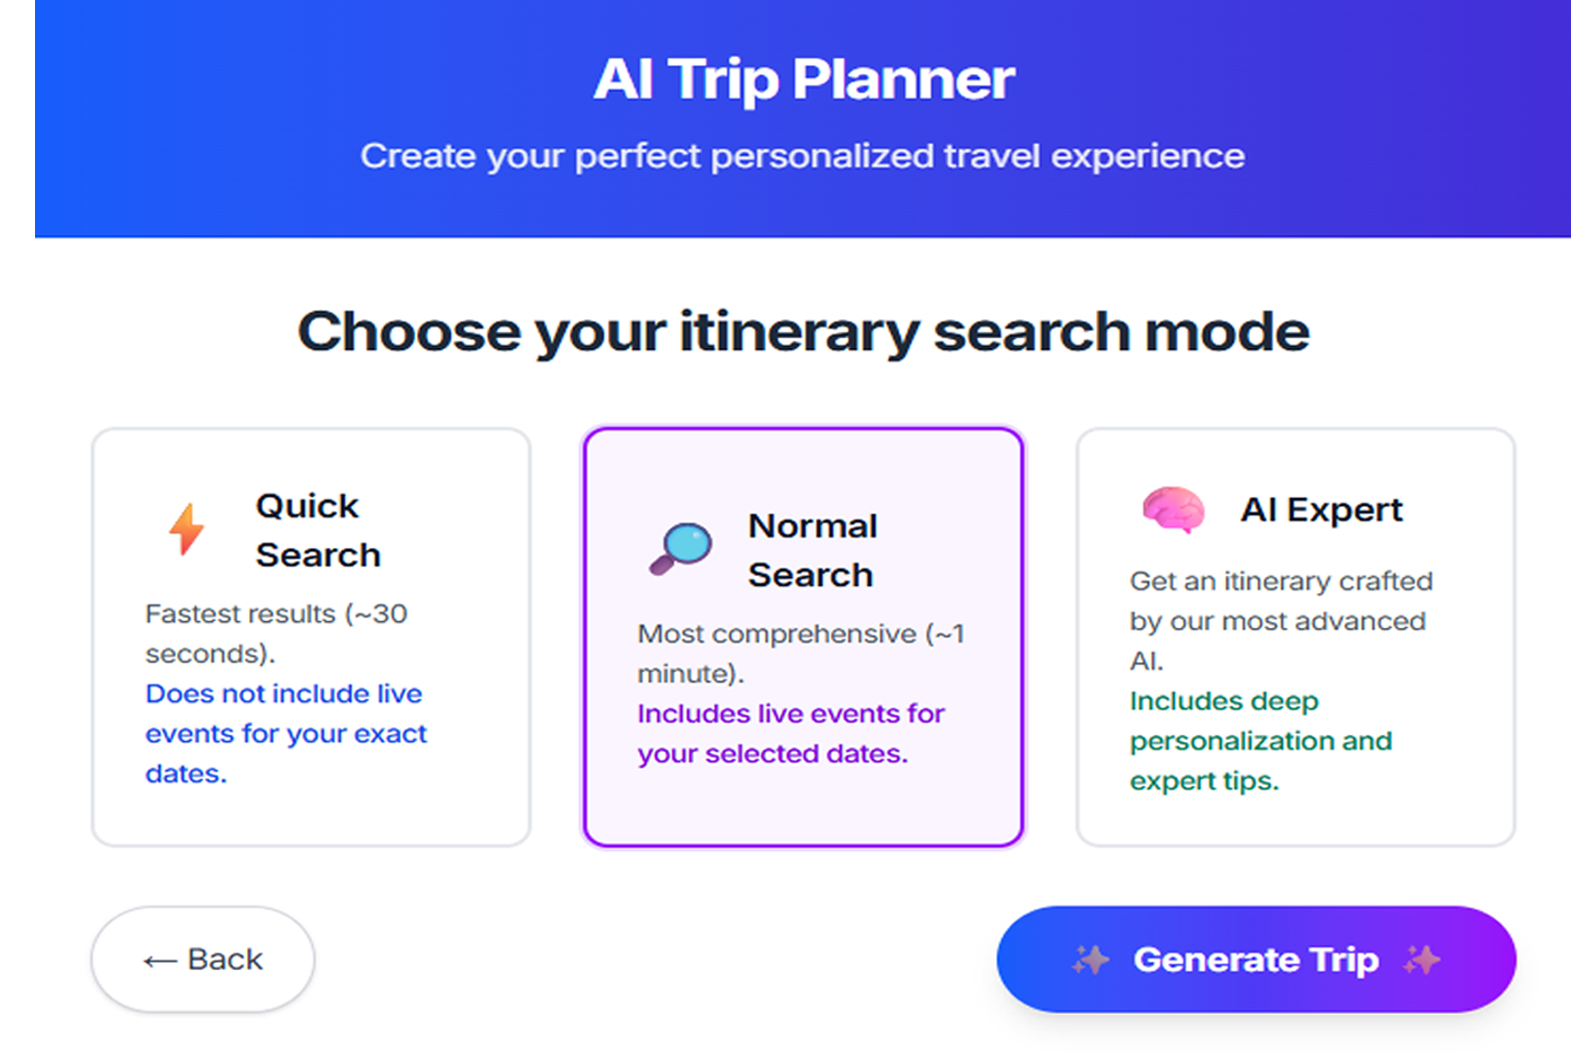 AI Trip Planner
Create your perfect personalized travel experience
Choose your itinerary search mode
Quick
Search
Fastest results (~30
seconds).
Does not include live
events for your exact
dates.
Normal
Search
Most comprehensive (~1
minute).
Includes live events for
your selected dates.
AI Expert
Get an itinerary crafted
by our most advanced
AI.
Includes deep
personalization and
expert tips.
← Back
✨ Generate Trip ✨